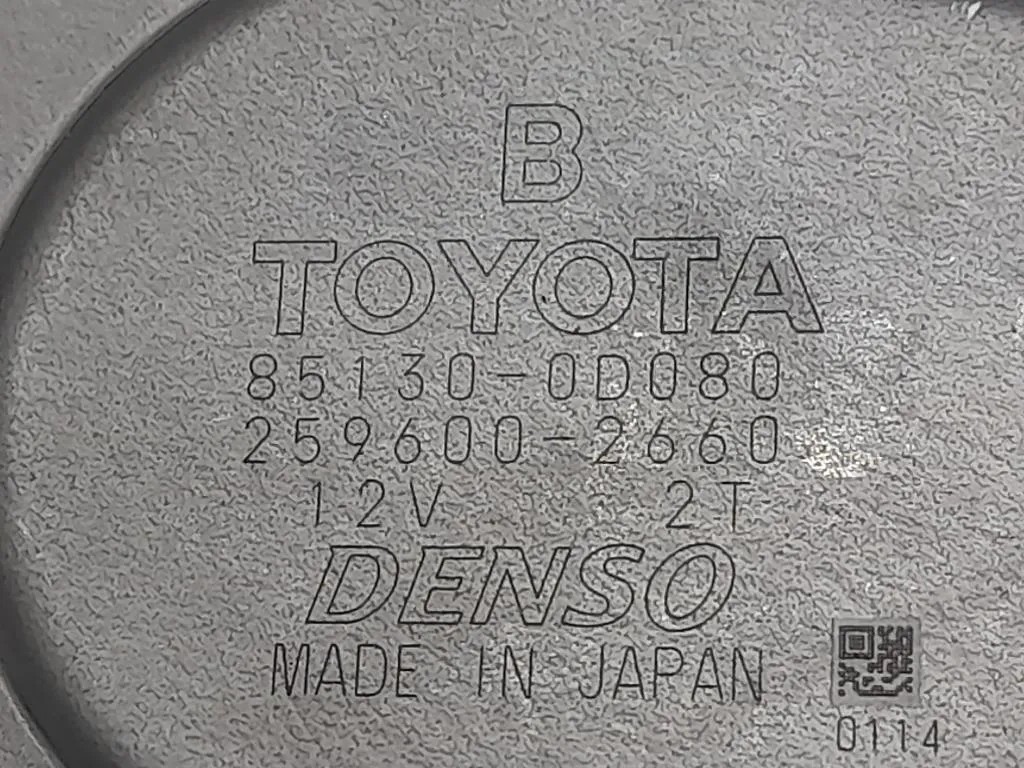 B
TOYOTA
85130-0D080
259600-2660
12V 2T
DENSO
MADE IN JAPAN
0114